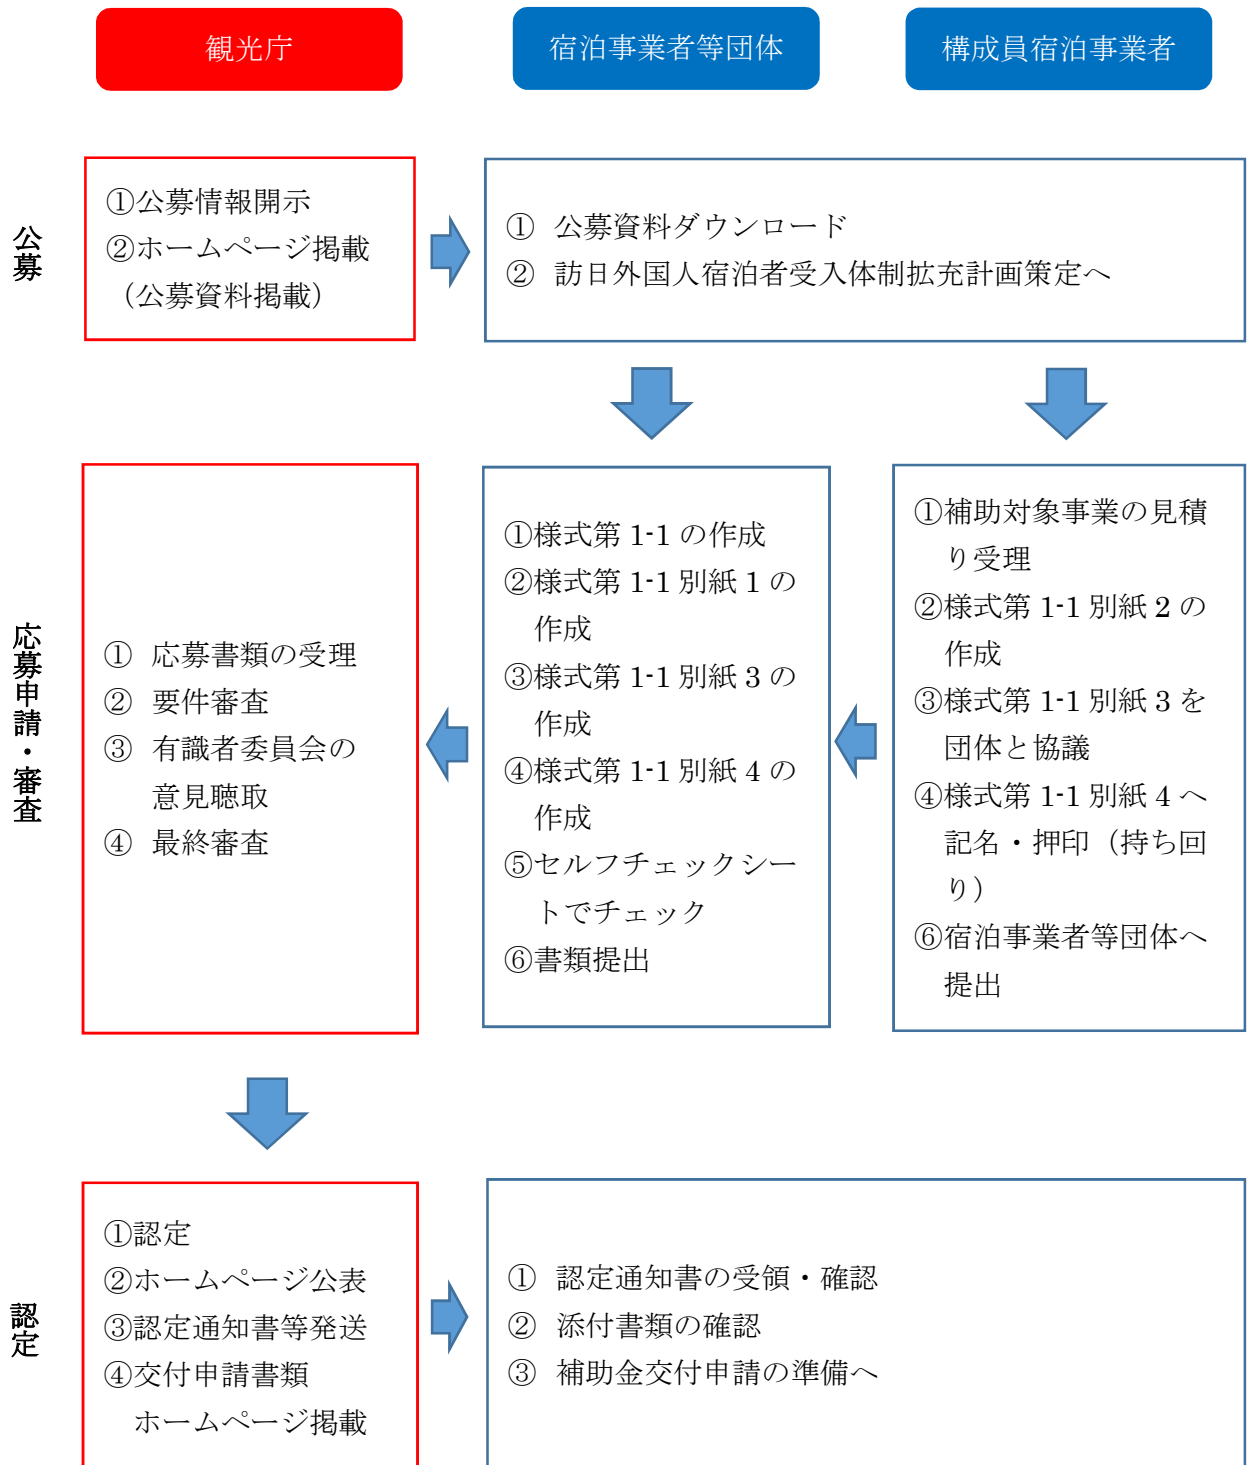 観光庁
宿泊事業者等団体
構成員宿泊事業者
公募
①公募情報開示
②ホームページ掲載
（公募資料掲載）
① 公募資料ダウンロード
② 訪日外国人宿泊者受入体制拡充計画策定へ
応募申請・審査
① 応募書類の受理
② 要件審査
③ 有識者委員会の
意見聴取
④ 最終審査
①様式第 1-1 の作成
②様式第 1-1 別紙 1 の
作成
③様式第 1-1 別紙 3 の
作成
④様式第 1-1 別紙 4 の
作成
⑤セルフチェックシー
トでチェック
⑥書類提出
①補助対象事業の見積
り受理
②様式第 1-1 別紙 2 の
作成
③様式第 1-1 別紙 3 を
団体と協議
④様式第 1-1 別紙 4 へ
記名・押印（持ち回
り）
⑥宿泊事業者等団体へ
提出
認定
①認定
②ホームページ公表
③認定通知書等発送
④交付申請書類
ホームページ掲載
① 認定通知書の受領・確認
② 添付書類の確認
③ 補助金交付申請の準備へ